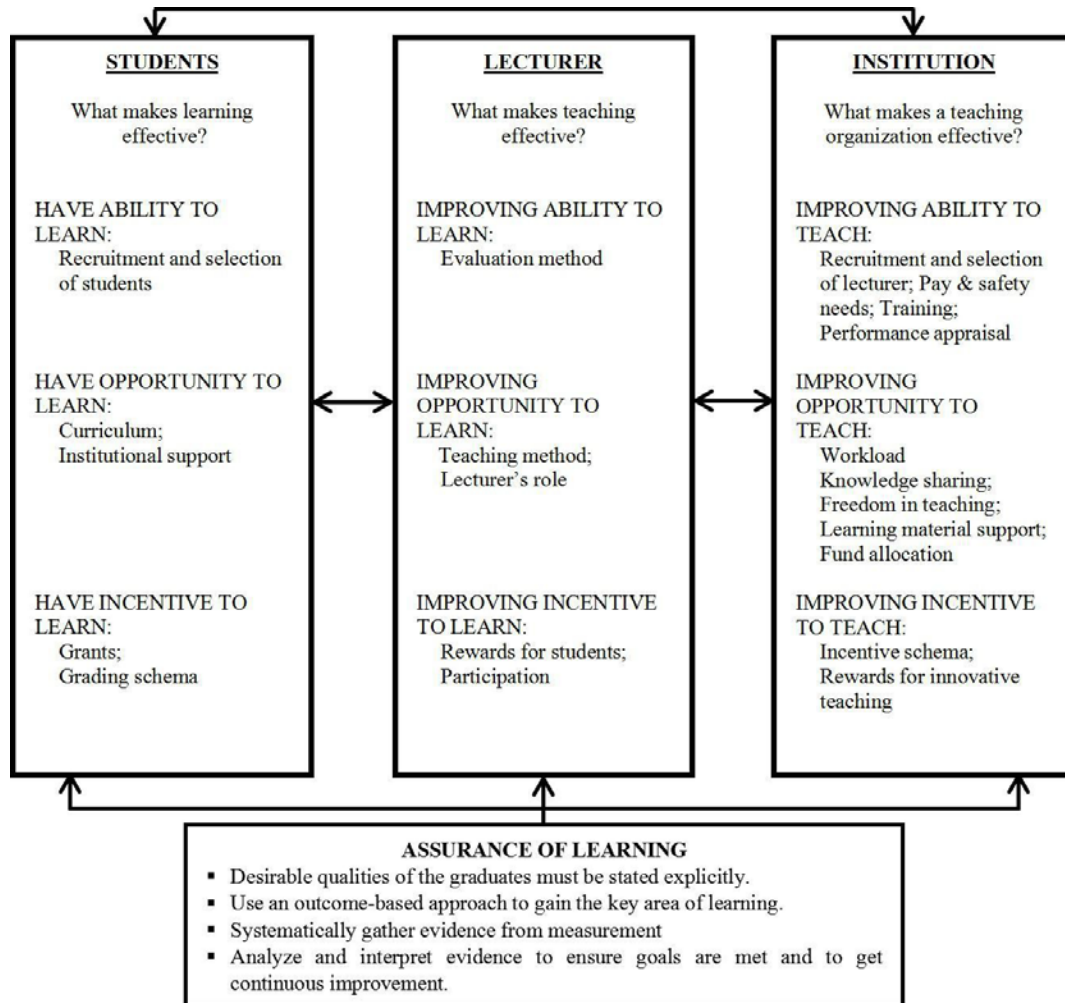 STUDENTS
What makes learning
effective?
HAVE ABILITY TO
LEARN:
Recruitment and selection
of students
HAVE OPPORTUNITY TO
LEARN:
Curriculum;
Institutional support
HAVE INCENTIVE TO
LEARN:
Grants;
Grading schema
LECTURER
What makes teaching
effective?
IMPROVING ABILITY TO
LEARN:
Evaluation method
IMPROVING
OPPORTUNITY TO
LEARN:
Teaching method;
Lecturer’s role
IMPROVING INCENTIVE
TO LEARN:
Rewards for students;
Participation
INSTITUTION
What makes a teaching
organization effective?
IMPROVING ABILITY TO
TEACH:
Recruitment and selection
of lecturer; Pay & safety
needs; Training;
Performance appraisal
IMPROVING
OPPORTUNITY TO
TEACH:
Workload
Knowledge sharing;
Freedom in teaching;
Learning material support;
Fund allocation
IMPROVING INCENTIVE
TO TEACH:
Incentive schema;
Rewards for innovative
teaching
ASSURANCE OF LEARNING
▪ Desirable qualities of the graduates must be stated explicitly.
▪ Use an outcome-based approach to gain the key area of learning.
▪ Systematically gather evidence from measurement
▪ Analyze and interpret evidence to ensure goals are met and to get
continuous improvement.